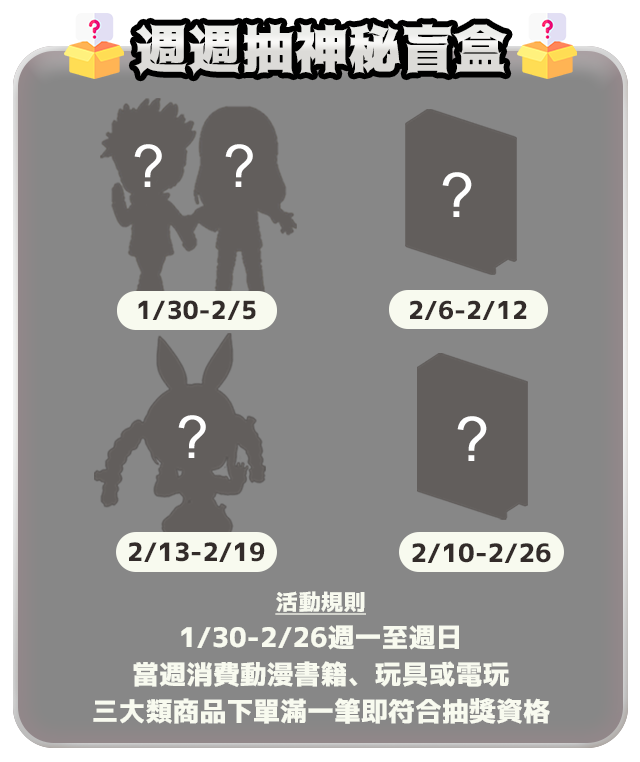 ?
?
週週抽神秘盲盒
?
?
?
1/30-2/5
2/6-2/12
?
?
2/13-2/19
2/10-2/26
活動規則
1/30-2/26週一至週日
當週消費動漫書籍、玩具或電玩
三大類商品下單滿一筆即符合抽獎資格